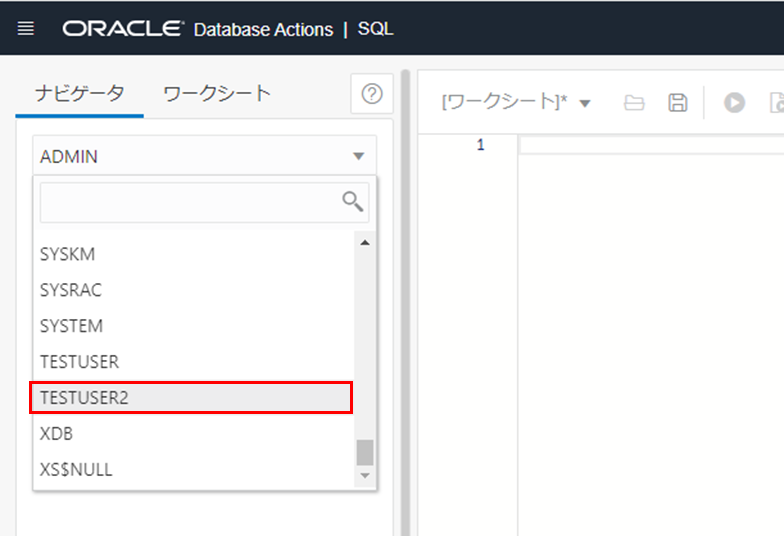 ORACLE Database Actions | SQL
ナビゲータ ワークシート
[ワークシート]*
ADMIN
1
SYSKM
SYSRAC
SYSTEM
TESTUSER
TESTUSER2
XDB
XS$NULL